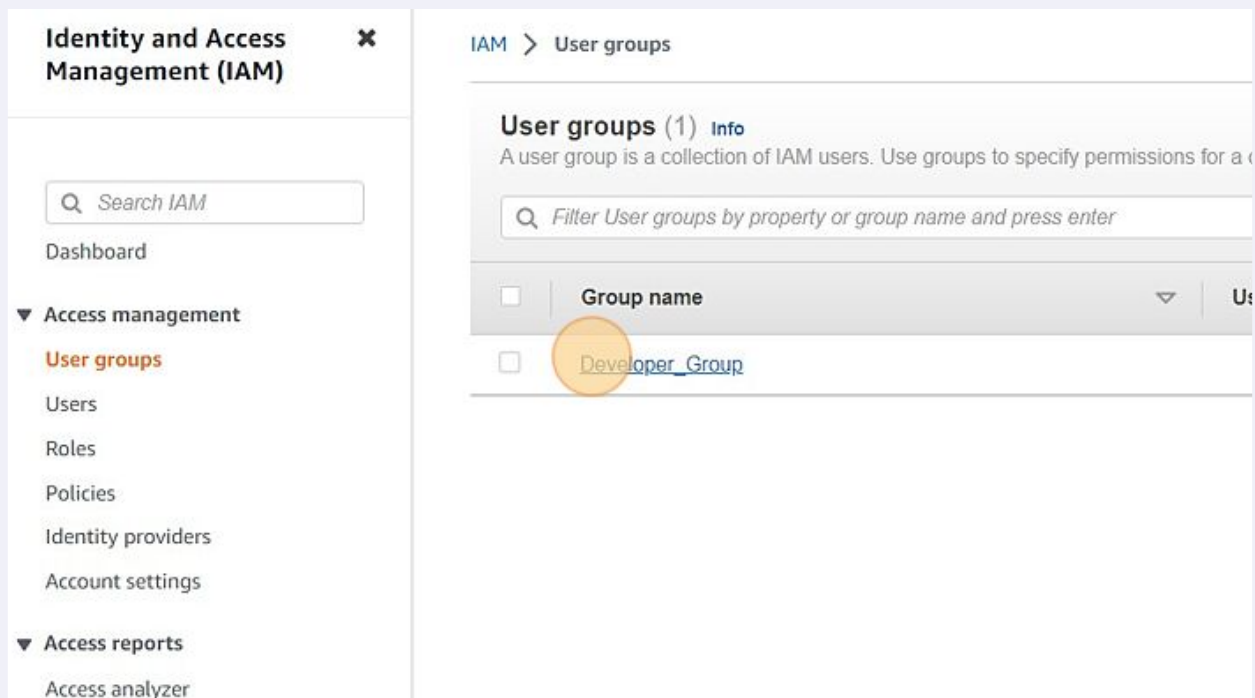 Identity and Access
Management (IAM)
Search IAM
Dashboard
Access management
User groups
Users
Roles
Policies
Identity providers
Account settings
Access reports
Access analyzer
IAM > User groups
User groups (1) Info
A user group is a collection of IAM users. Use groups to specify permissions for a
Filter User groups by property or group name and press enter
Group name
Developer_Group